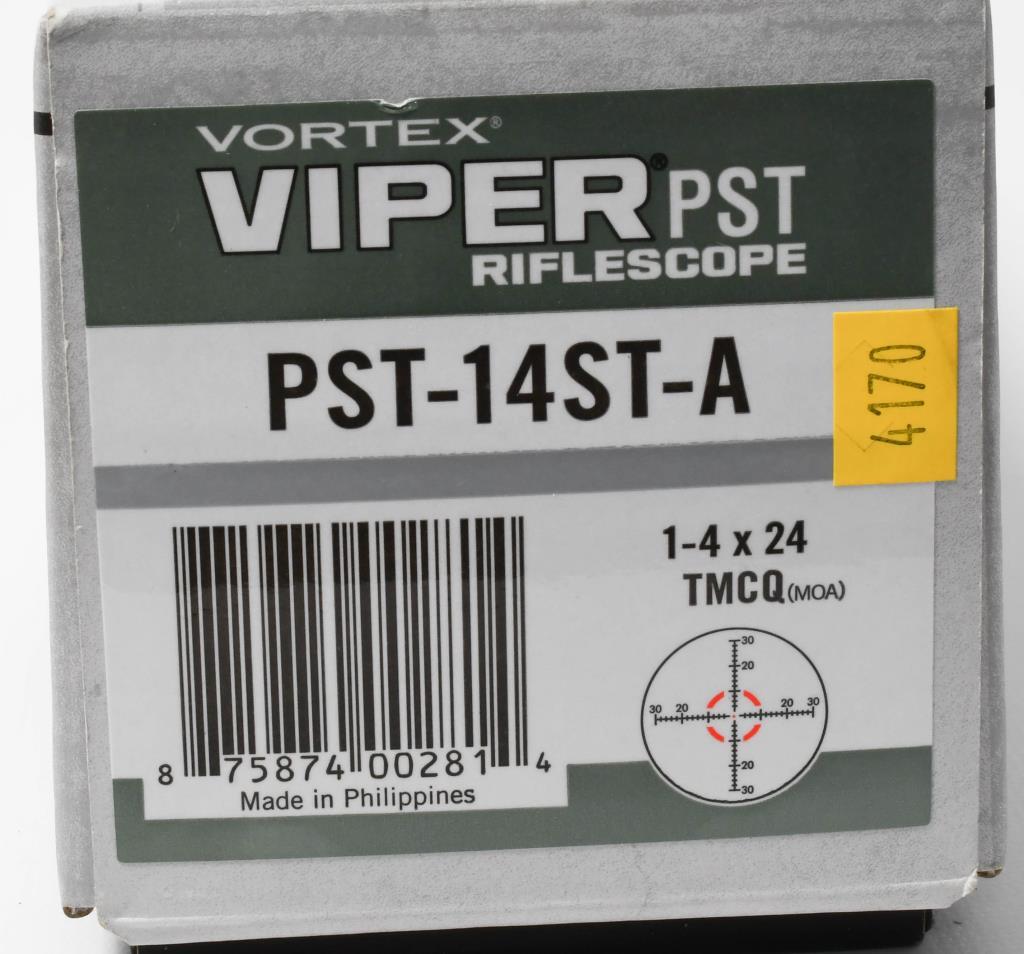 VORTEX®
VIPER® PST
RIFLESCOPE
PST-14ST-A
4170
1-4 x 24
TMCQ(MOA)
30
20
30 20 20 30
20
30
8 75874 00281 4
Made in Philippines